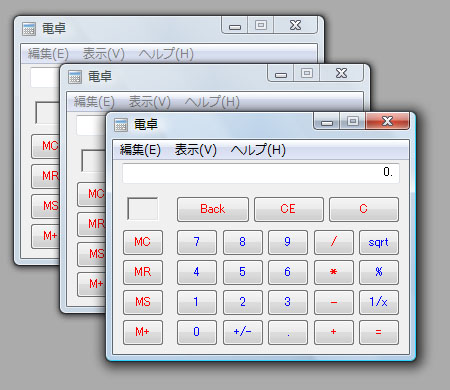 電卓
編集(E) 表示(V) ヘルプ(H)
MC
MR
MS
M+
電卓
編集(E) 表示(V) ヘルプ(H)
MC
MR
MS
M+
電卓
編集(E) 表示(V) ヘルプ(H)
0.
Back CE C
MC 7 8 9 / sqrt
MR 4 5 6 * %
MS 1 2 3 - 1/x
M+ 0 +/- . + =